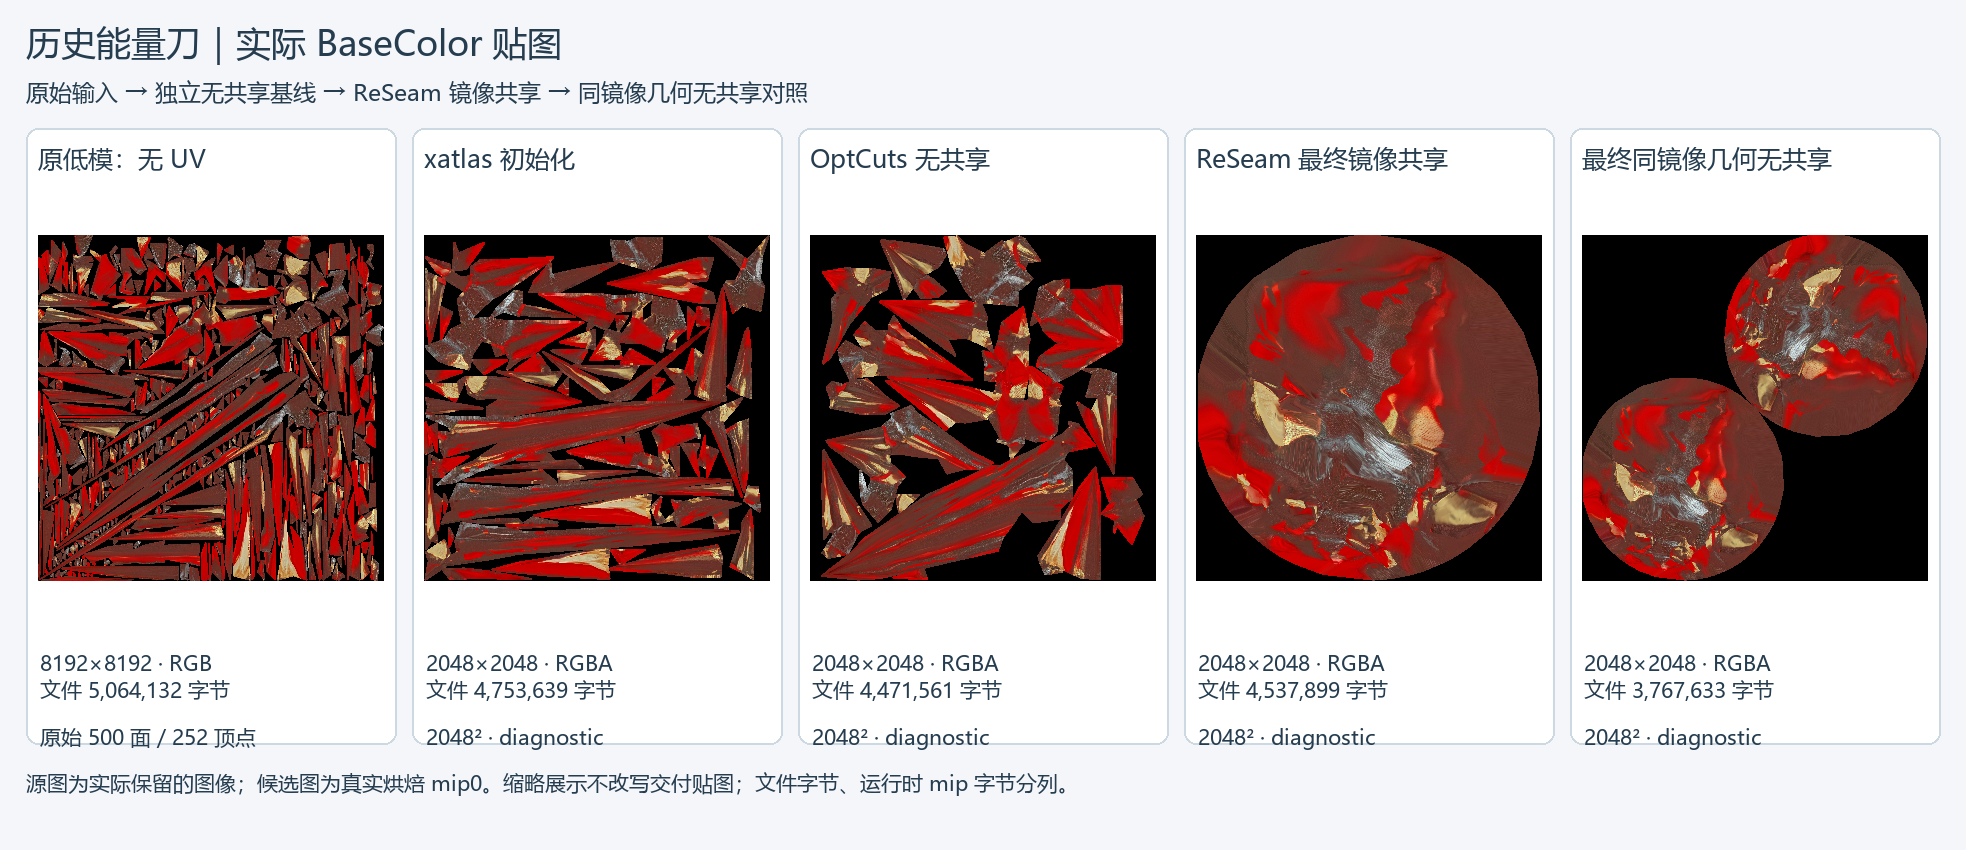 历史能量刀 | 实际 BaseColor 贴图
原始输入 → 独立无共享基线 → ReSeam 镜像共享 → 同镜像几何无共享对照
原低模：无 UV
xatlas 初始化
OptCuts 无共享
ReSeam 最终镜像共享
最终同镜像几何无共享
8192×8192 · RGB
文件 5,064,132 字节
原始 500 面 / 252 顶点
2048×2048 · RGBA
文件 4,753,639 字节
2048² · diagnostic
2048×2048 · RGBA
文件 4,471,561 字节
2048² · diagnostic
2048×2048 · RGBA
文件 4,537,899 字节
2048² · diagnostic
2048×2048 · RGBA
文件 3,767,633 字节
2048² · diagnostic
源图为实际保留的图像；候选图为真实烘焙 mip0。缩略展示不改写交付贴图；文件字节、运行时 mip 字节分列。